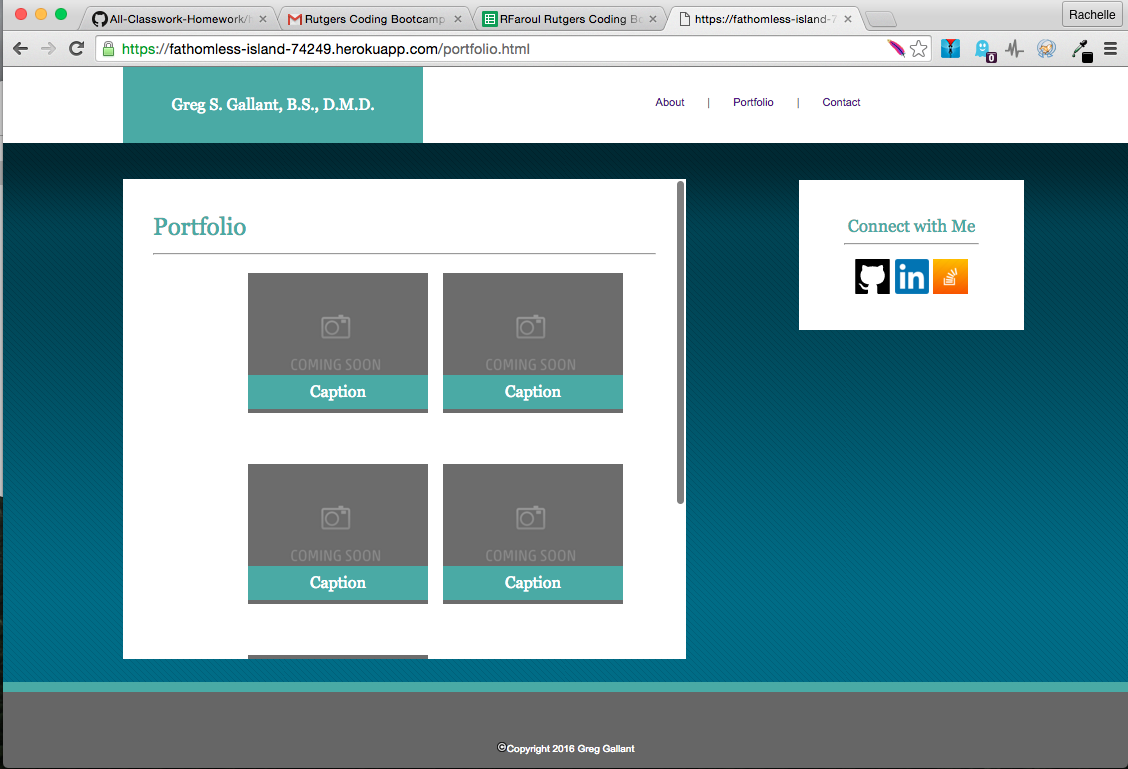 All-Classwork-Homework/
Rutgers Coding Bootcamp
RFaroul Rutgers Coding Bo
https://fathomless-island-7
Rachelle
https://fathomless-island-74249.herokuapp.com/portfolio.html
0
Greg S. Gallant, B.S., D.M.D.
About | Portfolio | Contact
Portfolio
Connect with Me
in
COMING SOON COMING SOON
Caption Caption
COMING SOON COMING SOON
Caption Caption
©Copyright 2016 Greg Gallant